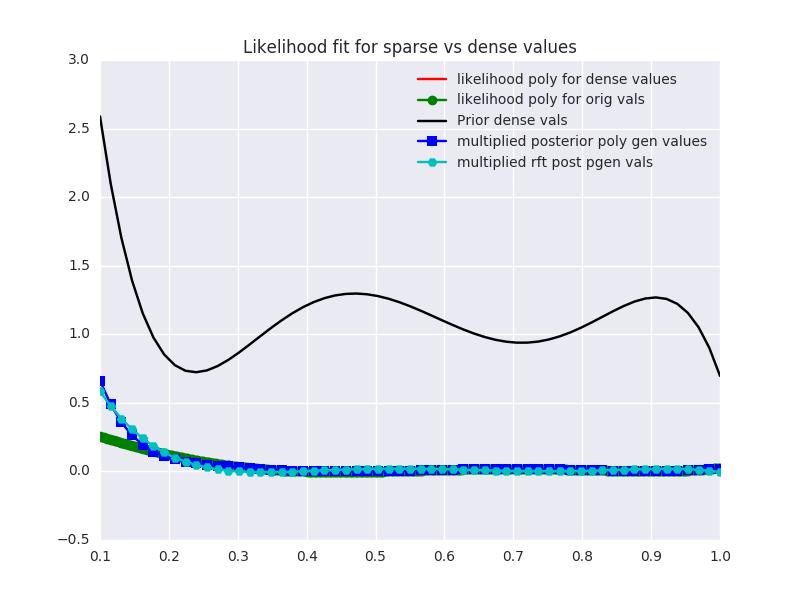 Likelihood fit for sparse vs dense values
3.0
2.5
2.0
1.5
1.0
0.5
0.0
−0.5
likelihood poly for dense values
likelihood poly for orig vals
Prior dense vals
multiplied posterior poly gen values
multiplied rft post pgen vals
0.1 0.2 0.3 0.4 0.5 0.6 0.7 0.8 0.9 1.0